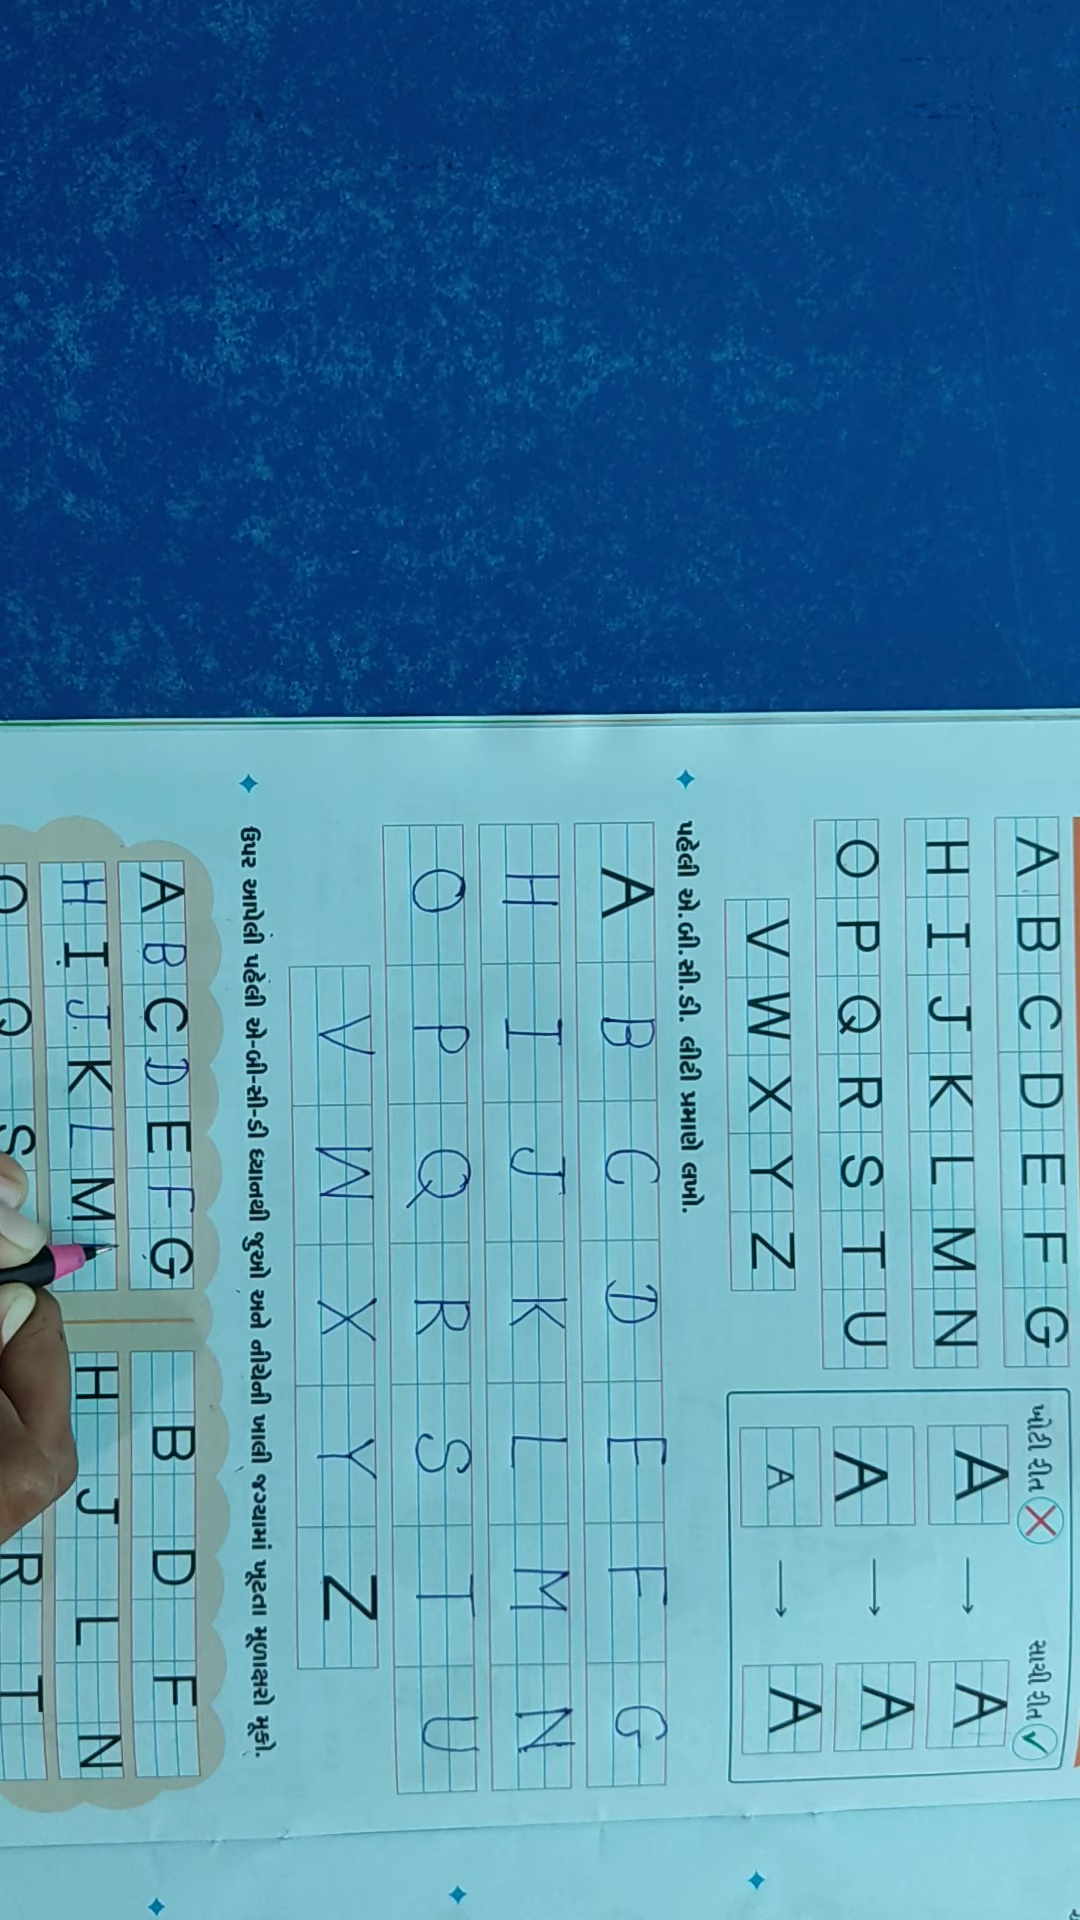 A B C D E F G
H I J K L M N
O P Q R S T U
V W X Y Z
ખોટી રીત સાચી રીત
A → A
A → A
A → A
પહેલી એ.બી.સી.ડી. લીટી પ્રમાણે લખો.
A B C D E F G
H I J K L M N
O P Q R S T U
V W X Y Z
ઉપર આપેલી પહેલી એ-બી-સી-ડી ધ્યાનથી જુઓ અને નીચેની ખાલી જગ્યામાં ખૂટતા મૂળાક્ષરો મૂકો.
A B C D E F G
H I J K L M
O Q S
B D F
H J L N
R T